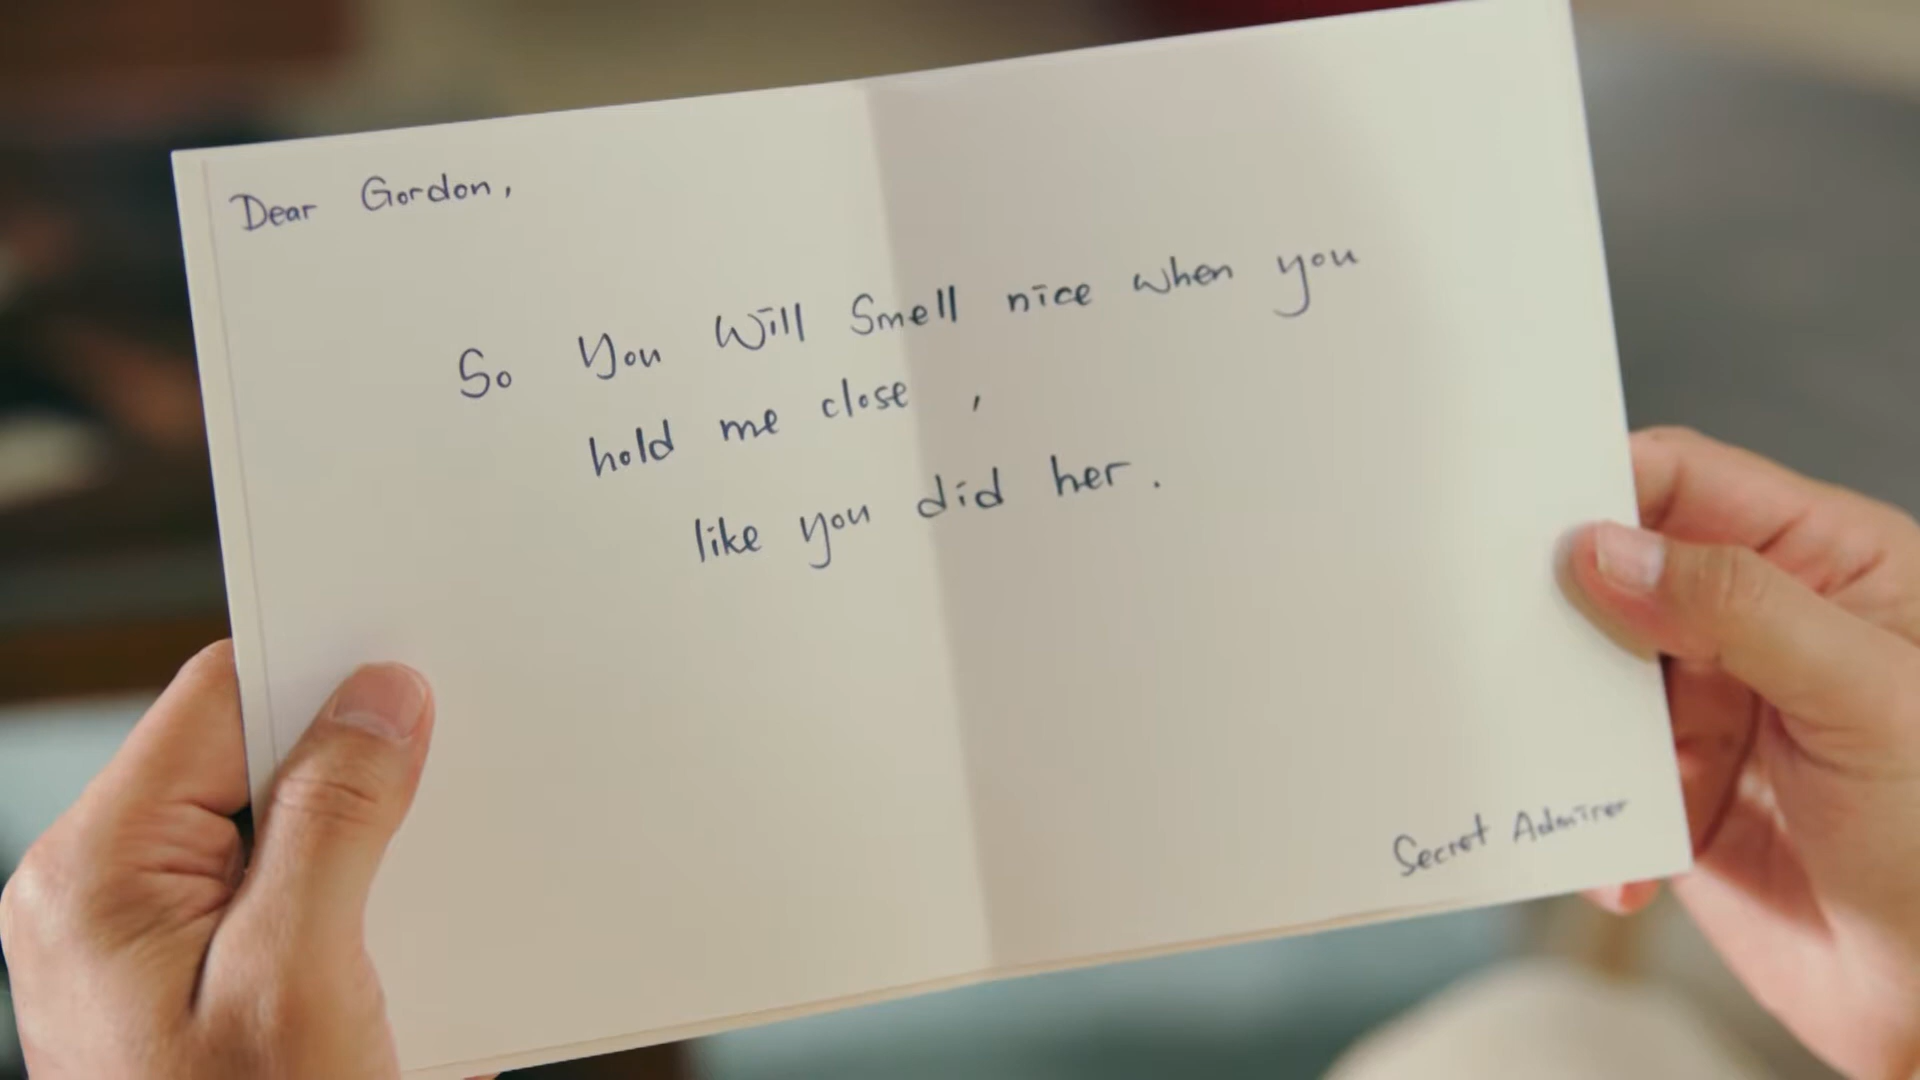 Dear Gordon,
So You Will Smell nice when you
hold me close,
like you did her.
Secret Admirer